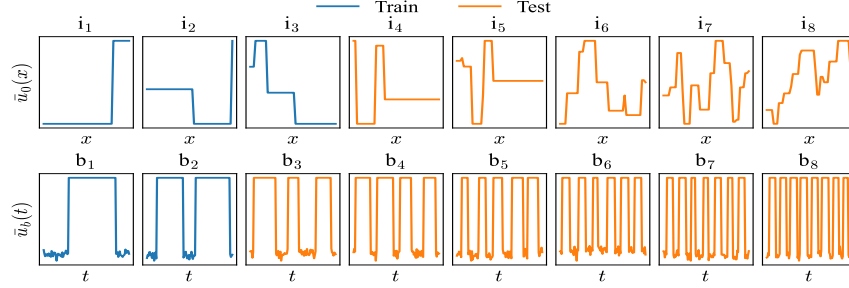 Train Test
i₁ i₂ i₃ i₄ i₅ i₆ i₇ i₈
ū₀(x)
x x x x x x x x
b₁ b₂ b₃ b₄ b₅ b₆ b₇ b₈
ū_b(t)
t t t t t t t t